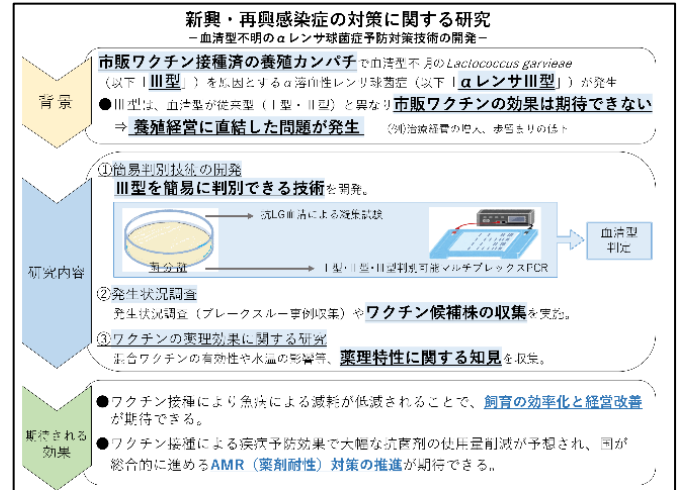 新興・再興感染症の対策に関する研究
－血清型不明のαレンサ球菌症予防対策技術の開発－
背景
市販ワクチン接種済の養殖カンパチで血清型不明のLactococcus garvieae
（以下「Ⅲ型」）を原因とするα溶血性レンサ球菌症（以下「αレンサⅢ型」）が発生
●Ⅲ型は、血清型が従来型（Ⅰ型・Ⅱ型）と異なり市販ワクチンの効果は期待できない
⇒ 養殖経営に直結した問題が発生 （例）治療経費の増大、歩留まりの低下
研究内容
①簡易判別技術の開発
Ⅲ型を簡易に判別できる技術を開発。
抗LG血清による凝集試験
菌分離
Ⅰ型・Ⅱ型・Ⅲ型判別可能マルチプレックスPCR
血清型
判定
②発生状況調査
発生状況調査（ブレークスルー事例収集）やワクチン候補株の収集を実施。
③ワクチンの薬理効果に関する研究
混合ワクチンの有効性や水温の影響等、薬理特性に関する知見を収集。
期待される
効果
●ワクチン接種により魚病による減耗が低減されることで、飼育の効率化と経営改善
が期待できる。
●ワクチン接種による疾病予防効果で大幅な抗菌剤の使用量削減が予想され、国が
総合的に進めるAMR（薬剤耐性）対策の推進が期待できる。